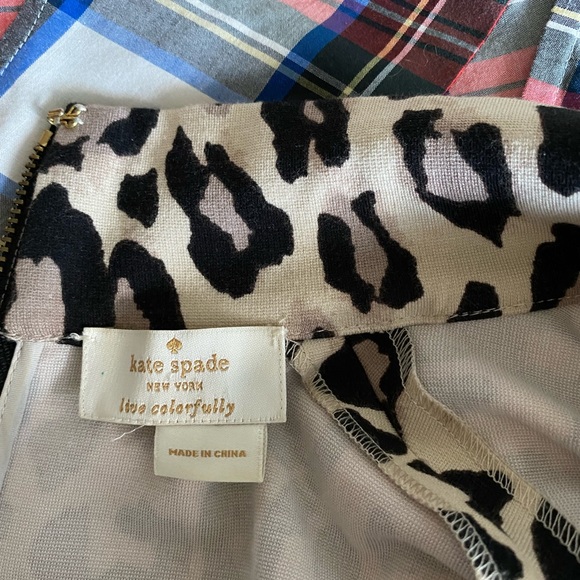 kate spade
NEW YORK
live colorfully
MADE IN CHINA